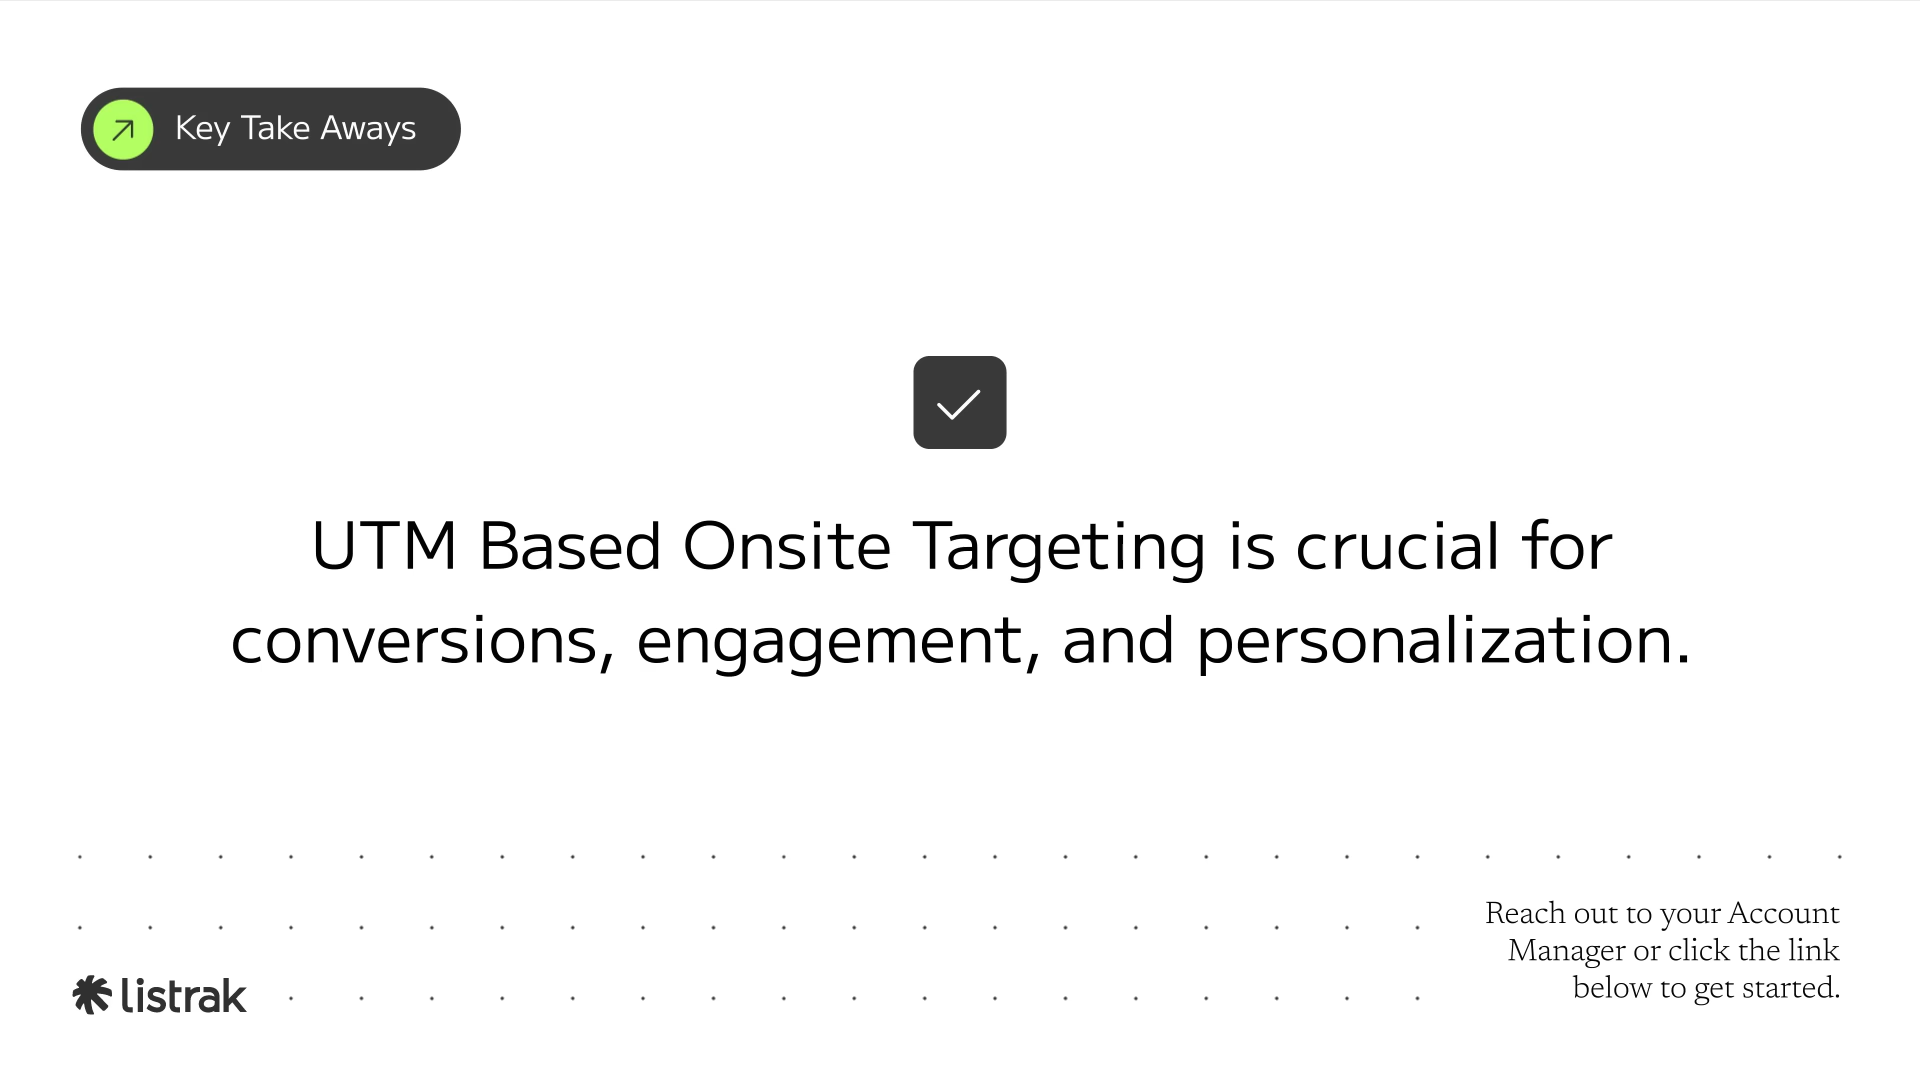 Key Take Aways
UTM Based Onsite Targeting is crucial for
conversions, engagement, and personalization.
Reach out to your Account
Manager or click the link
below to get started.
listrak